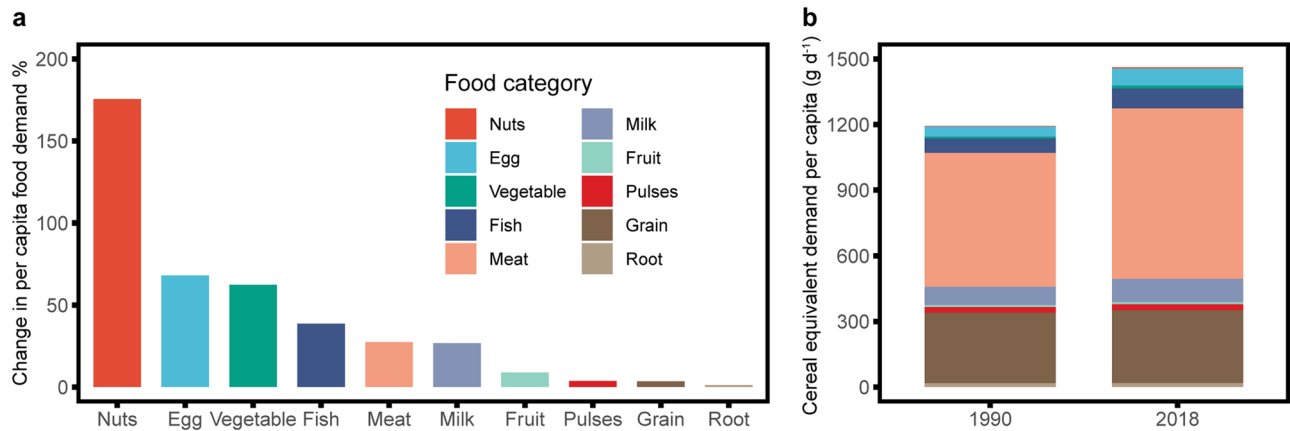 a
Change in per capita food demand %
200
150
100
50
0
Food category
Nuts
Egg
Vegetable
Fish
Meat
Milk
Fruit
Pulses
Grain
Root
Nuts Egg Vegetable Fish Meat Milk Fruit Pulses Grain Root
b
Cereal equivalent demand per capita (g d⁻¹)
1500
1200
900
600
300
0
1990 2018